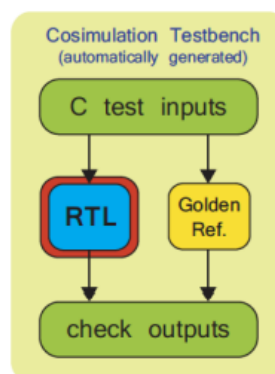 Cosimulation Testbench
(automatically generated)
C test inputs
RTL
Golden
Ref.
check outputs